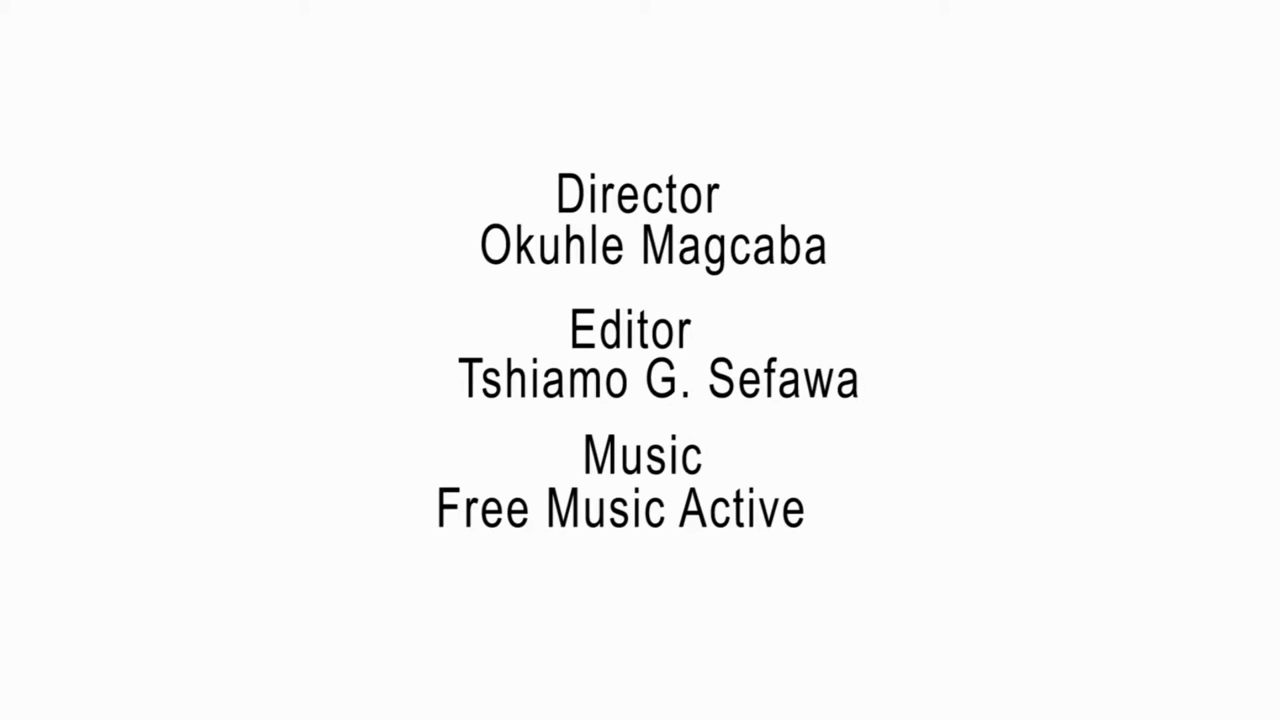 Director
Okuhle Magcaba
Editor
Tshiamo G. Sefawa
Music
Free Music Active